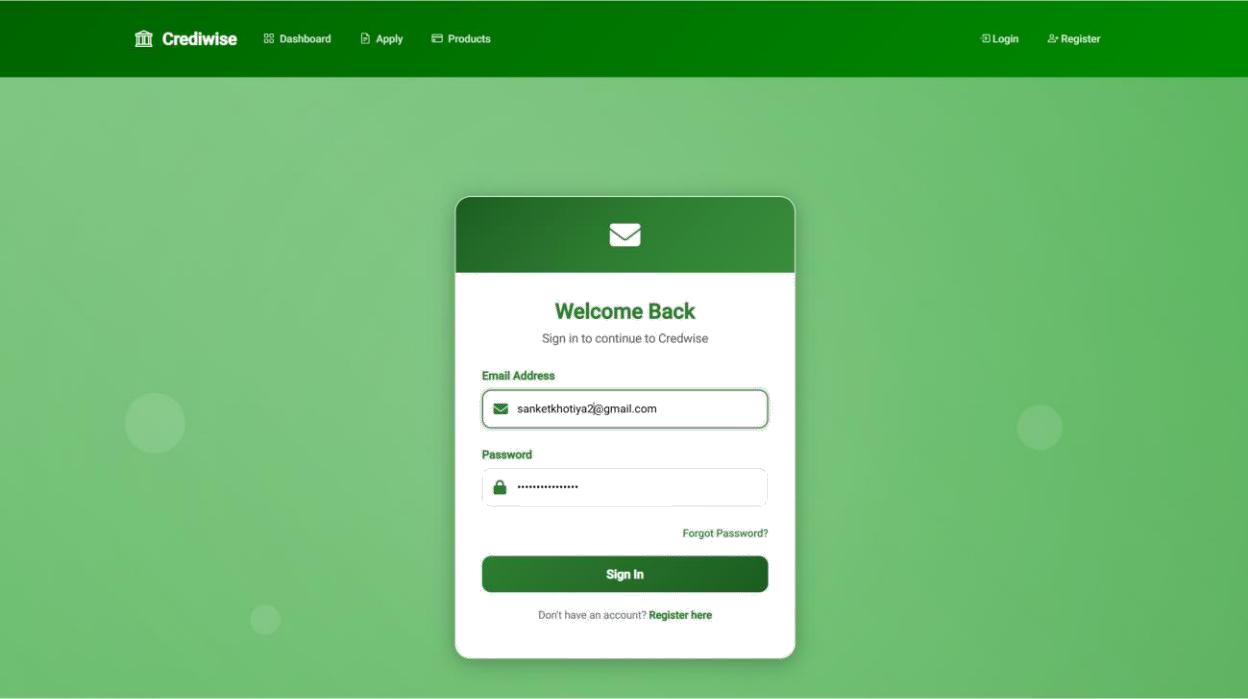 Crediwise Dashboard Apply Products Login Register
Welcome Back
Sign in to continue to Credwise
Email Address
sanketkhotiya2@gmail.com
Password
••••••••••••••••
Forgot Password?
Sign In
Don't have an account? Register here